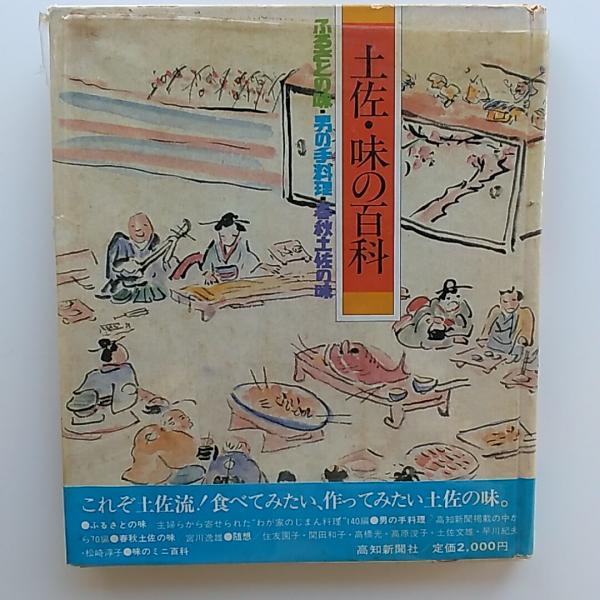 土佐・味の百科
ふるさとの味・男の手料理・春秋土佐の味
これぞ土佐流!食べてみたい、作ってみたい土佐の味。
●ふるさとの味 主婦らから寄せられた"わが家のじまん料理"140編●男の手料理 "高知新聞掲載の中か
ら70編●春秋土佐の味 宮川逸雄●随想/住友園子・関田和子・高橋光・高原淳子・土佐文雄・早川紀夫
・松崎淳子●味のミニ百科
高知新聞社/定価2,000円